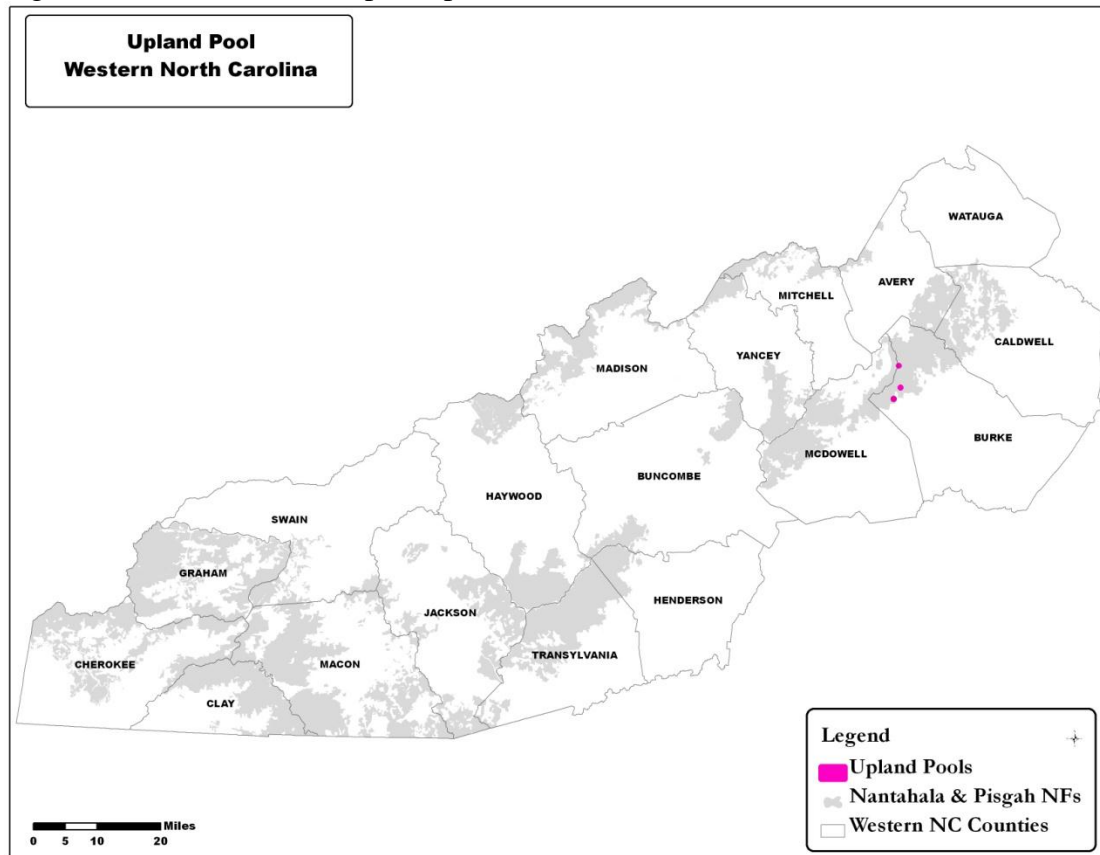 Upland Pool
Western North Carolina
WATAUGA
AVERY
MITCHELL
CALDWELL
YANCEY
MADISON
BURKE
MCDOWELL
BUNCOMBE
HAYWOOD
SWAIN
GRAHAM
HENDERSON
JACKSON
TRANSYLVANIA
CHEROKEE
MACON
CLAY
Legend
Upland Pools
Nantahala & Pisgah NFs
Western NC Counties
Miles
0 5 10 20